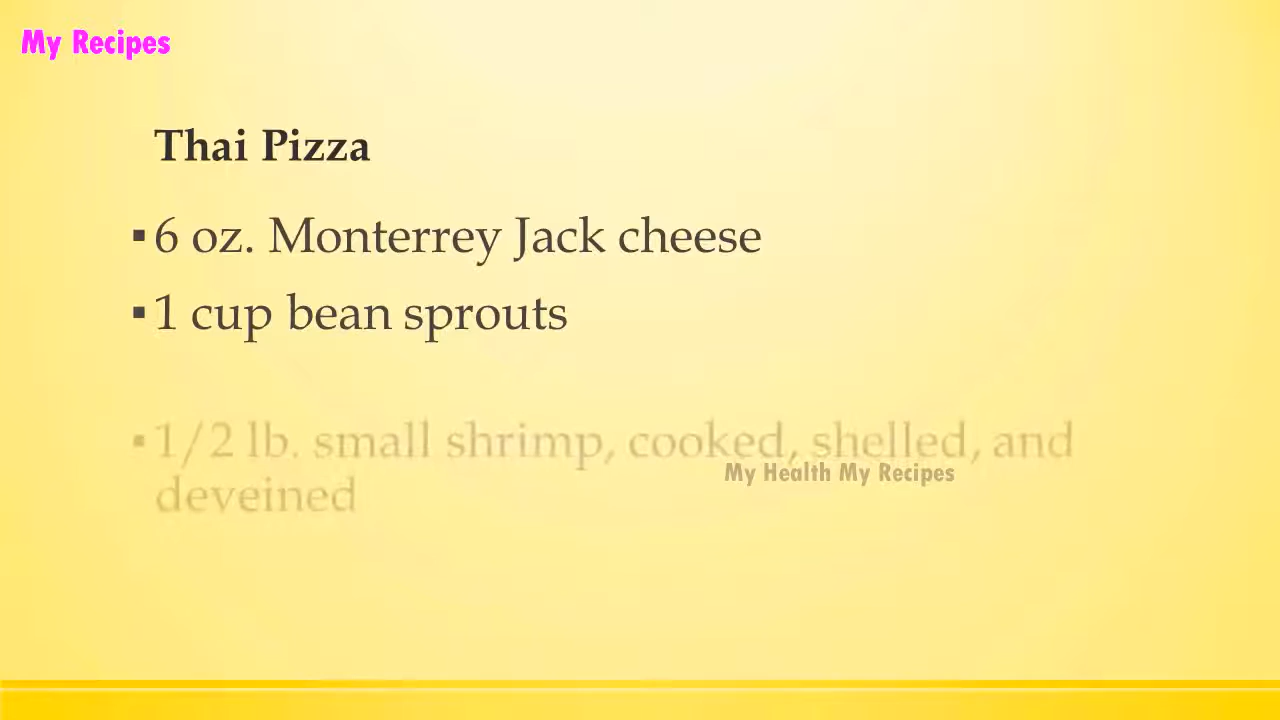 My Recipes
Thai Pizza
▪6 oz. Monterrey Jack cheese
▪1 cup bean sprouts
▪1/2 lb. small shrimp, cooked, shelled, and
My Health My Recipes
deveined